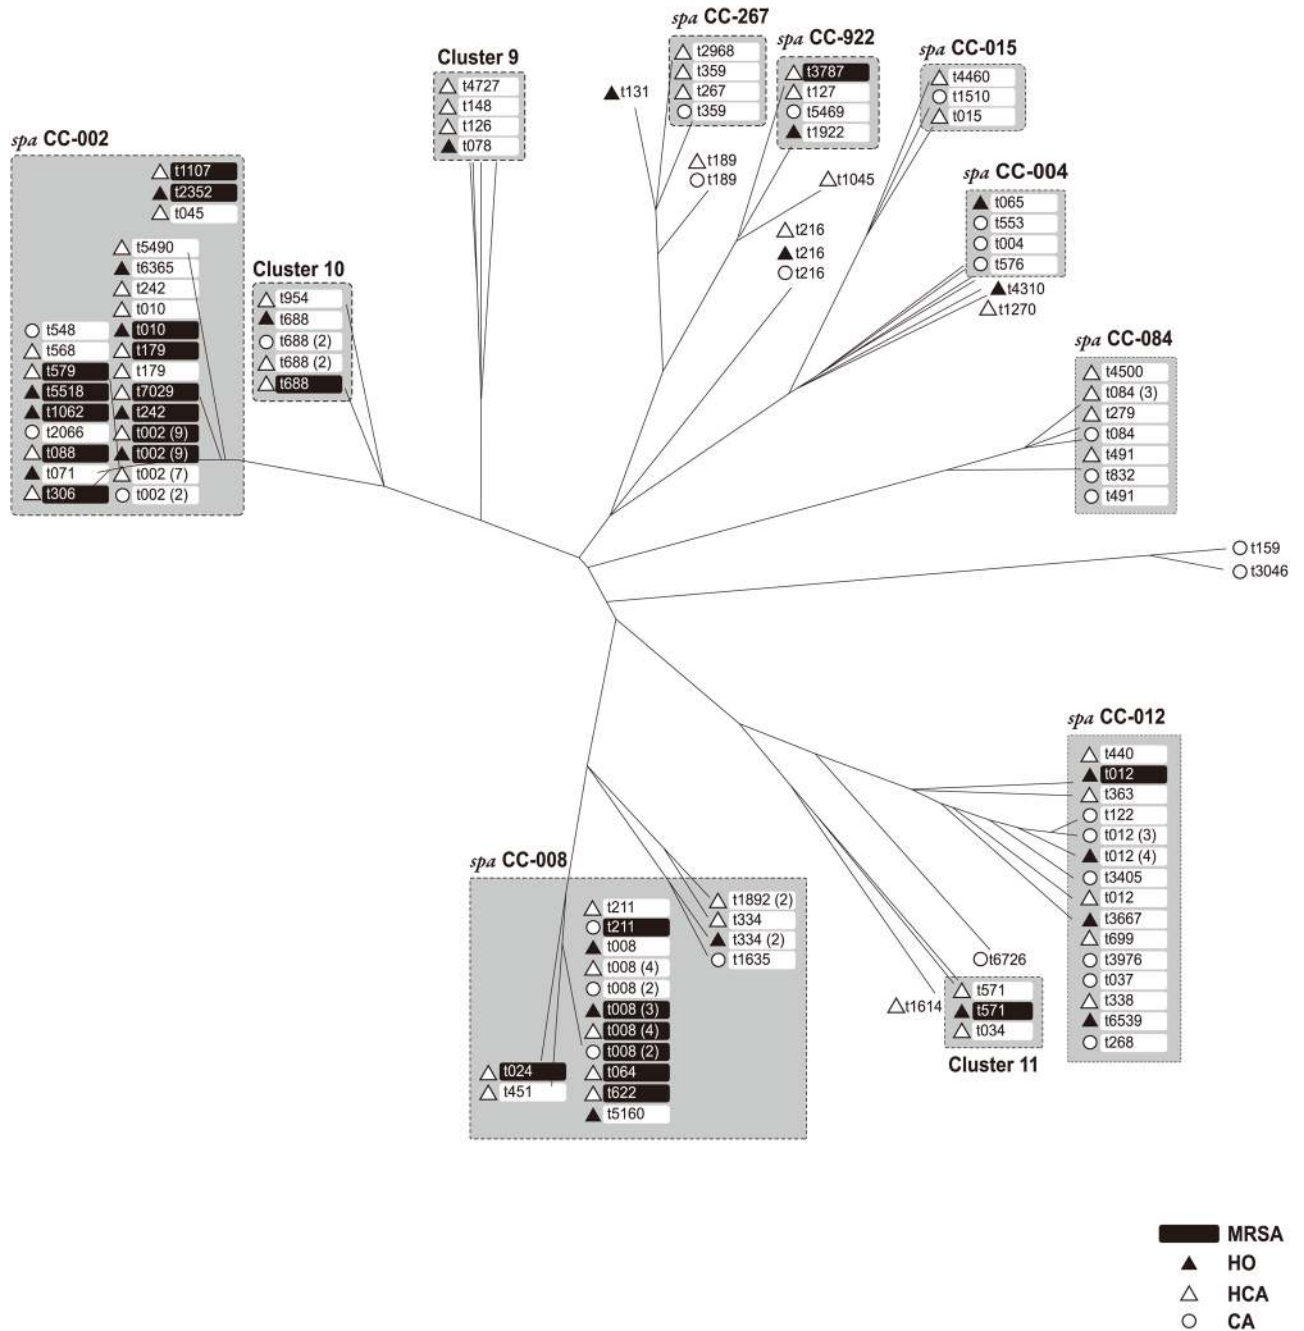 spa CC-267
t2968
t359
t267
t359
spa CC-922
t3787
t127
t5469
t1922
Cluster 9
t4727
t148
t126
t078
t131
spa CC-015
t4460
t1510
t015
spa CC-002
t1107
t2352
t045
t5490
t6365
t242
t010
t010
t179
t179
t7029
t242
t002 (9)
t002 (9)
t002 (7)
t002 (2)
t548
t568
t579
t5518
t1062
t2066
t088
t071
t306
t189
t189
t1045
spa CC-004
t065
t553
t004
t576
t4310
t1270
t216
t216
t216
Cluster 10
t954
t688
t688 (2)
t688 (2)
t688
spa CC-084
t4500
t084 (3)
t279
t084
t491
t832
t491
t159
t3046
spa CC-012
t440
t012
t363
t122
t012 (3)
t012 (4)
t3405
t012
t3667
t699
t3976
t037
t338
t6539
t268
spa CC-008
t211
t211
t008
t008 (4)
t008 (2)
t008 (3)
t008 (4)
t008 (2)
t064
t622
t5160
t024
t451
t1892 (2)
t334
t334 (2)
t1635
t6726
t1614
t571
t571
t034
Cluster 11
MRSA
HO
HCA
CA